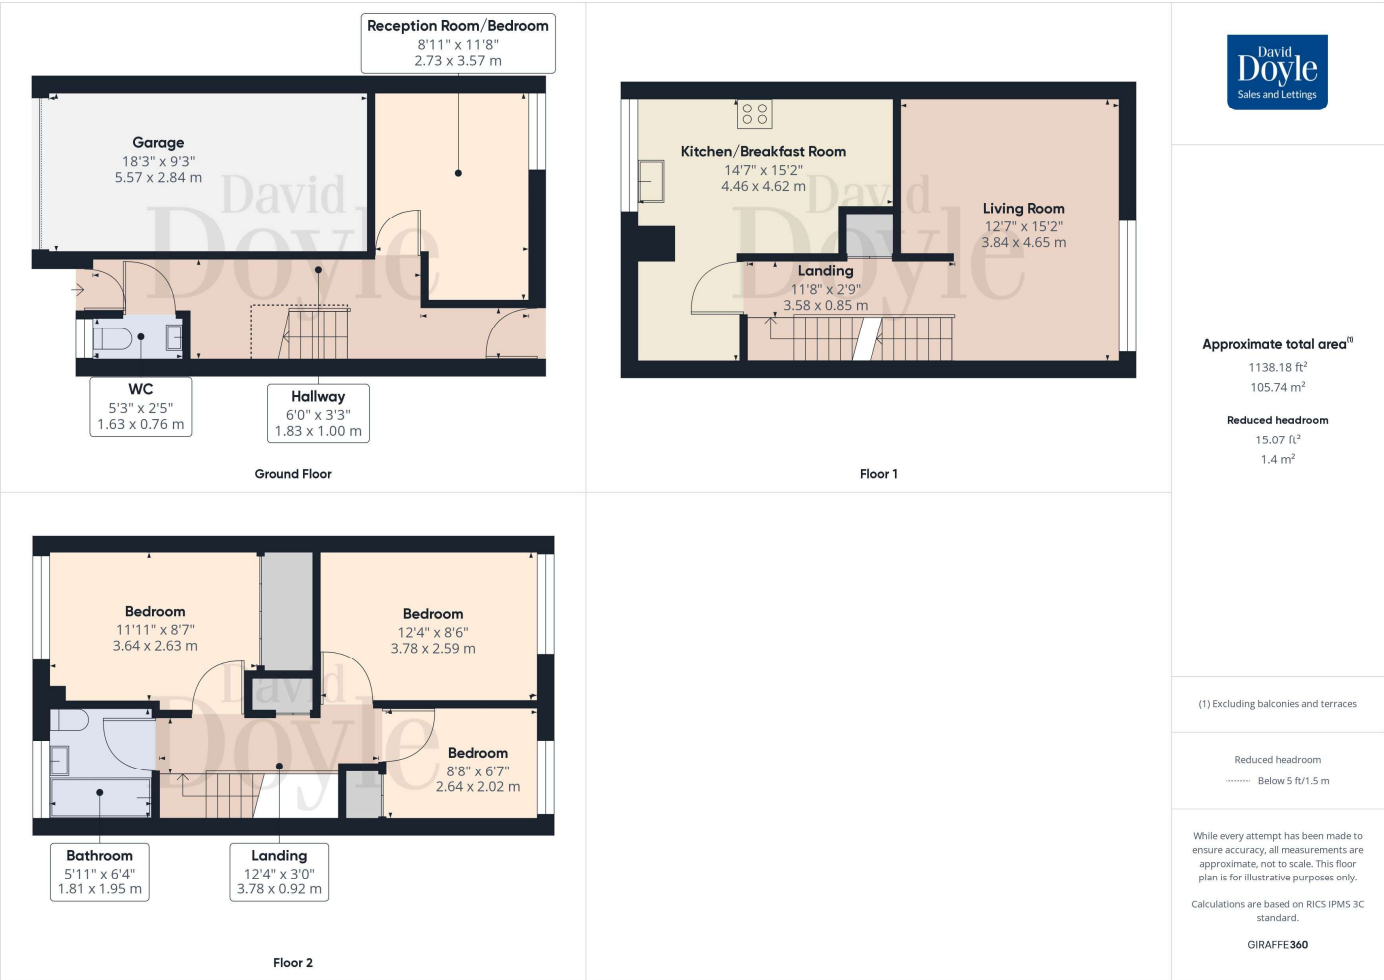 Reception Room/Bedroom
8'11" x 11'8"
2.73 x 3.57 m
Garage
18'3" x 9'3"
5.57 x 2.84 m
David
Doyle
WC
5'3" x 2'5"
1.63 x 0.76 m
Hallway
6'0" x 3'3"
1.83 x 1.00 m
Ground Floor
Kitchen/Breakfast Room
14'7" x 15'2"
4.46 x 4.62 m
Living Room
12'7" x 15'2"
3.84 x 4.65 m
David
Doyle
Landing
11'8" x 2'9"
3.58 x 0.85 m
Floor 1
Bedroom
11'11" x 8'7"
3.64 x 2.63 m
Bedroom
12'4" x 8'6"
3.78 x 2.59 m
David
Doyle
Bedroom
8'8" x 6'7"
2.64 x 2.02 m
Bathroom
5'11" x 6'4"
1.81 x 1.95 m
Landing
12'4" x 3'0"
3.78 x 0.92 m
Floor 2
David
Doyle
Sales and Lettings
Approximate total area(1)
1138.18 ft²
105.74 m²
Reduced headroom
15.07 ft²
1.4 m²
(1) Excluding balconies and terraces
Reduced headroom
Below 5 ft/1.5 m
While every attempt has been made to
ensure accuracy, all measurements are
approximate, not to scale. This floor
plan is for illustrative purposes only.
Calculations are based on RICS IPMS 3C
standard.
GIRAFFE360